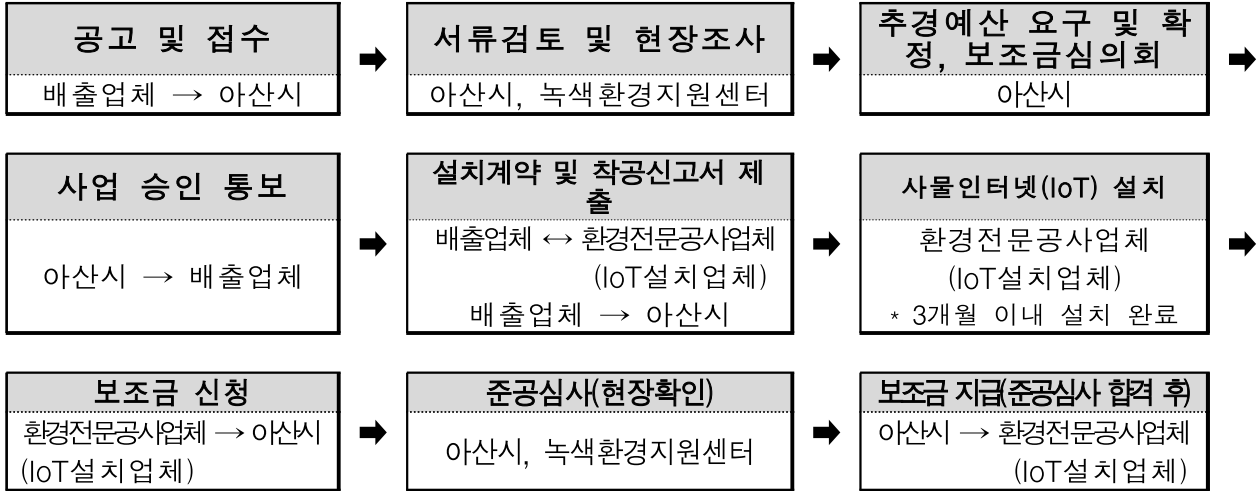 공고 및 접수
배출업체 → 아산시
➡
서류검토 및 현장조사
아산시, 녹색환경지원센터
➡
추경예산 요구 및 확
정, 보조금심의회
아산시
➡
사업 승인 통보
아산시 → 배출업체
➡
설치계약 및 착공신고서 제
출
배출업체 ↔ 환경전문공사업체
(IoT설치업체)
배출업체 → 아산시
➡
사물인터넷(IoT) 설치
환경전문공사업체
(IoT설치업체)
* 3개월 이내 설치 완료
➡
보조금 신청
환경전문공사업체 → 아산시
(IoT설치업체)
➡
준공심사(현장확인)
아산시, 녹색환경지원센터
➡
보조금 지급(준공심사 합격 후)
아산시 → 환경전문공사업체
(IoT설치업체)